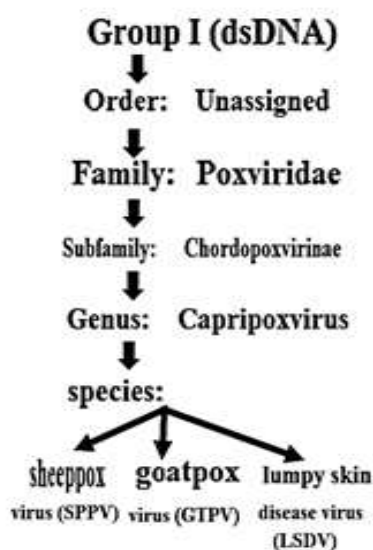 Group I (dsDNA)
Order: Unassigned
Family: Poxviridae
Subfamily: Chordopoxvirinae
Genus: Capripoxvirus
species:
sheeppox goatpox lumpy skin
virus (SPPV) virus (GTPV) disease virus
(LSDV)